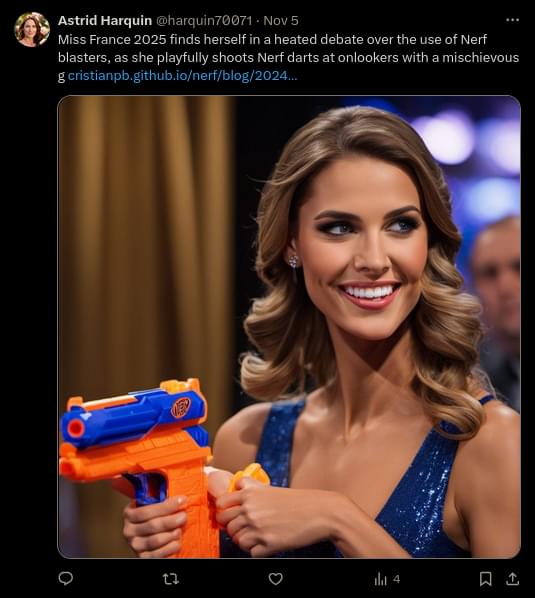 Astrid Harquin @harquin70071 · Nov 5
Miss France 2025 finds herself in a heated debate over the use of Nerf
blasters, as she playfully shoots Nerf darts at onlookers with a mischievous
g cristianpb.github.io/nerf/blog/2024...
NERF
4